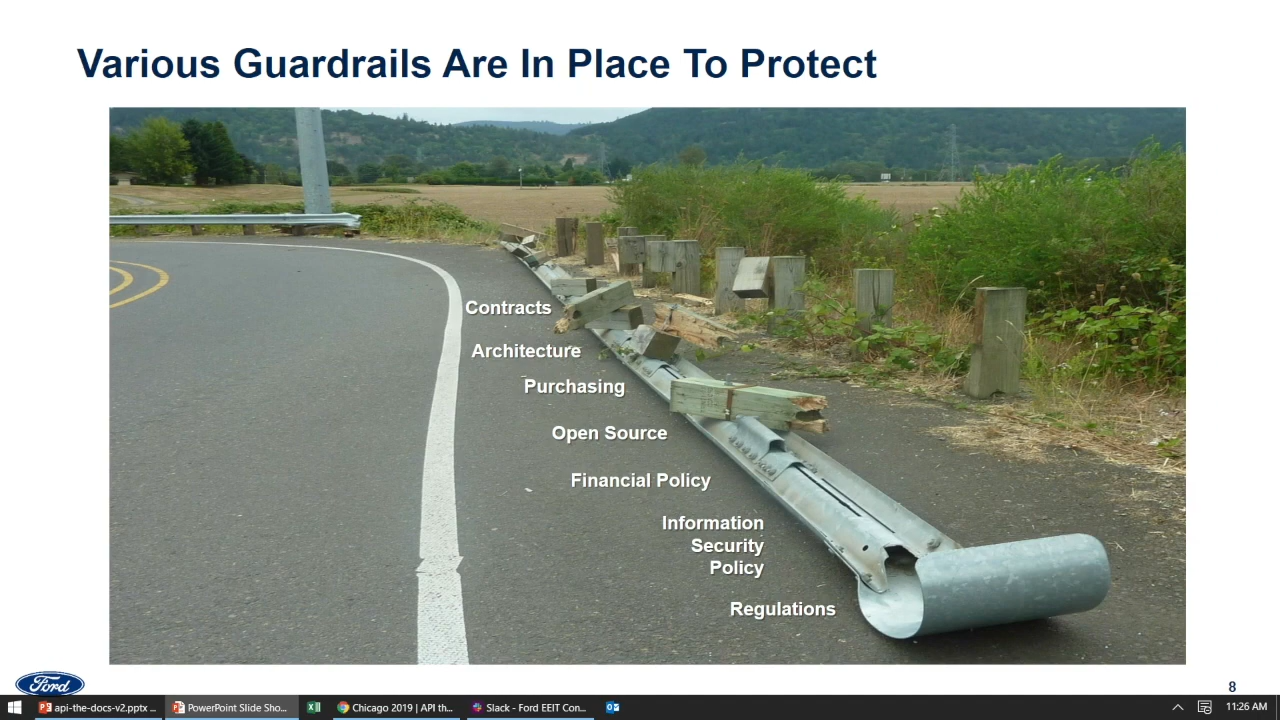 Various Guardrails Are In Place To Protect
Contracts
Architecture
Purchasing
Open Source
Financial Policy
Information
Security
Policy
Regulations
Ford
8
api-the-docs-v2.pptx ...
PowerPoint Slide Sho...
Chicago 2019 | API th...
Slack - Ford EEIT Con...
11:26 AM